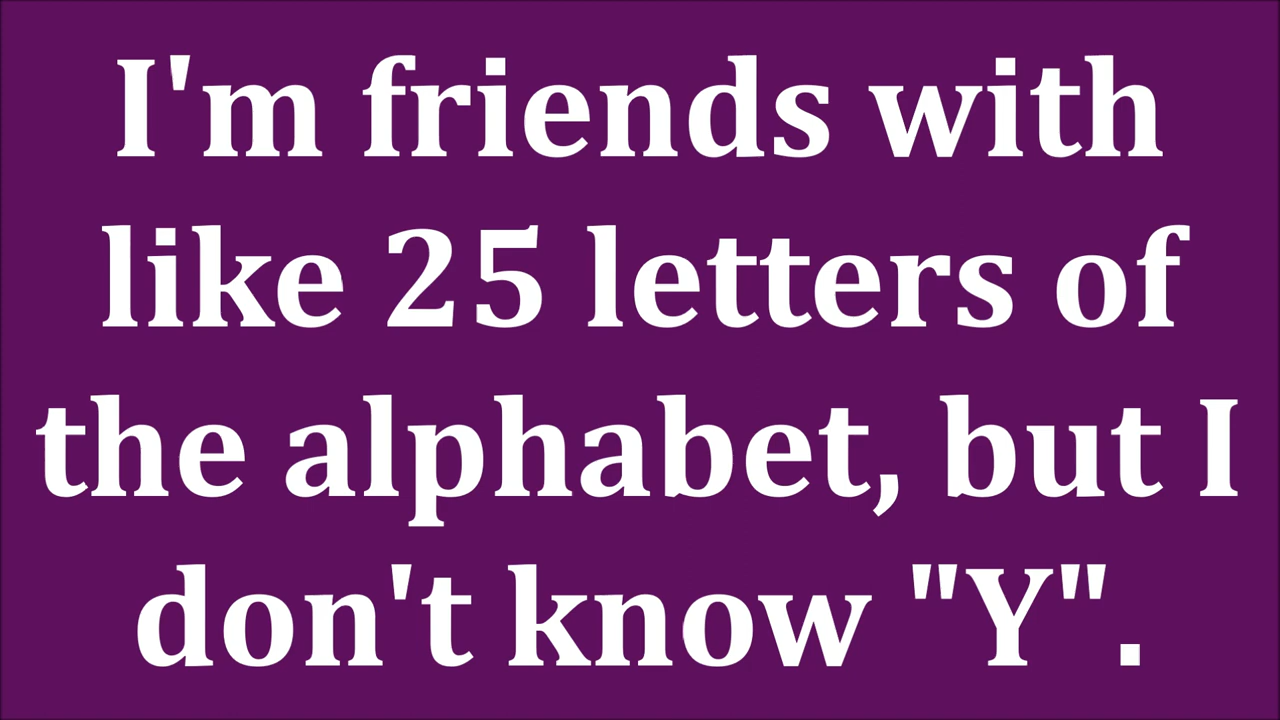 I'm friends with
like 25 letters of
the alphabet, but I
don't know "Y".